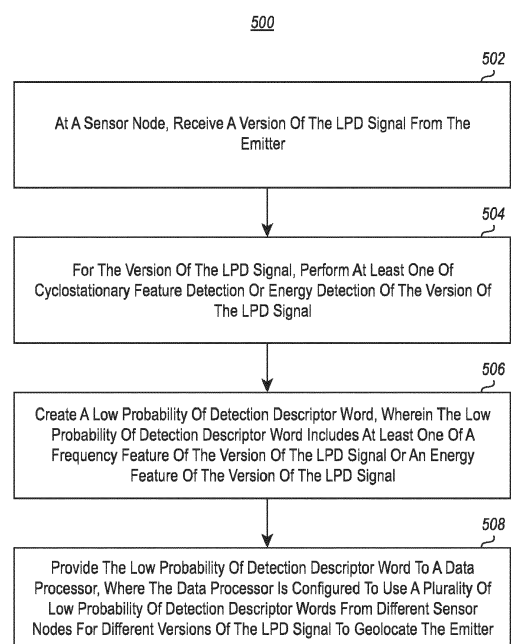 500
502
At A Sensor Node, Receive A Version Of The LPD Signal From The
Emitter
504
For The Version Of The LPD Signal, Perform At Least One Of
Cyclostationary Feature Detection Or Energy Detection Of The Version Of
The LPD Signal
506
Create A Low Probability Of Detection Descriptor Word, Wherein The Low
Probability Of Detection Descriptor Word Includes At Least One Of A
Frequency Feature Of The Version Of The LPD Signal Or An Energy
Feature Of The Version Of The LPD Signal
508
Provide The Low Probability Of Detection Descriptor Word To A Data
Processor, Where The Data Processor Is Configured To Use A Plurality Of
Low Probability Of Detection Descriptor Words From Different Sensor
Nodes For Different Versions Of The LPD Signal To Geolocate The Emitter